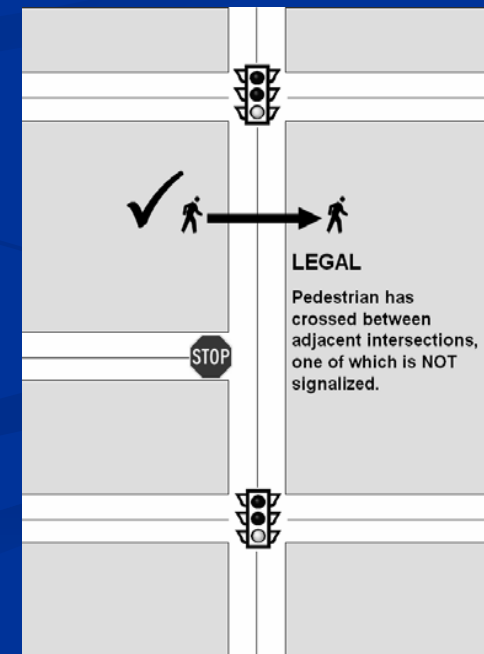 LEGAL
Pedestrian has
crossed between
adjacent intersections,
one of which is NOT
signalized.
STOP